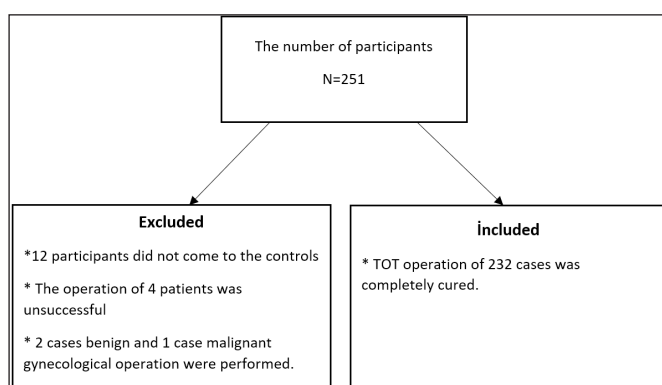 The number of participants
N=251
Excluded
*12 participants did not come to the controls
* The operation of 4 patients was
unsuccessful
* 2 cases benign and 1 case malignant
gynecological operation were performed.
İncluded
* TOT operation of 232 cases was
completely cured.